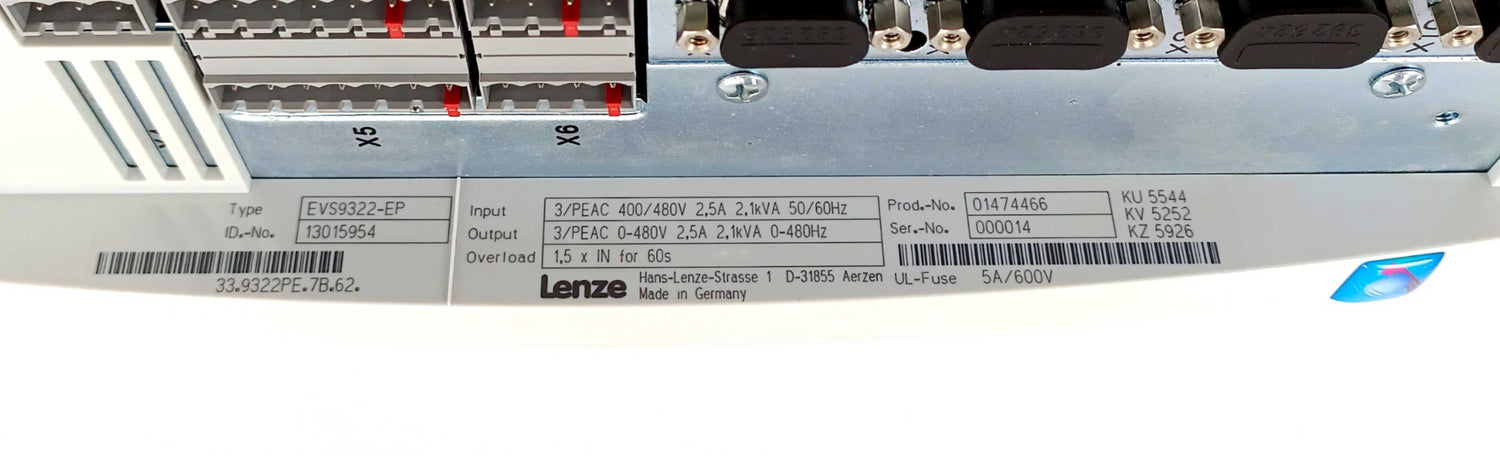 X5
X6
Type EVS9322-EP
ID.-No. 13015954
33.9322PE.7B.62.
Input 3/PEAC 400/480V 2,5A 2,1kVA 50/60Hz
Output 3/PEAC 0-480V 2,5A 2,1kVA 0-480Hz
Overload 1,5 x IN for 60s
Lenze Hans-Lenze-Strasse 1 D-31855 Aerzen
Made in Germany
Prod.-No. 01474466
Ser.-No. 000014
UL-Fuse 5A/600V
KU 5544
KV 5252
KZ 5926